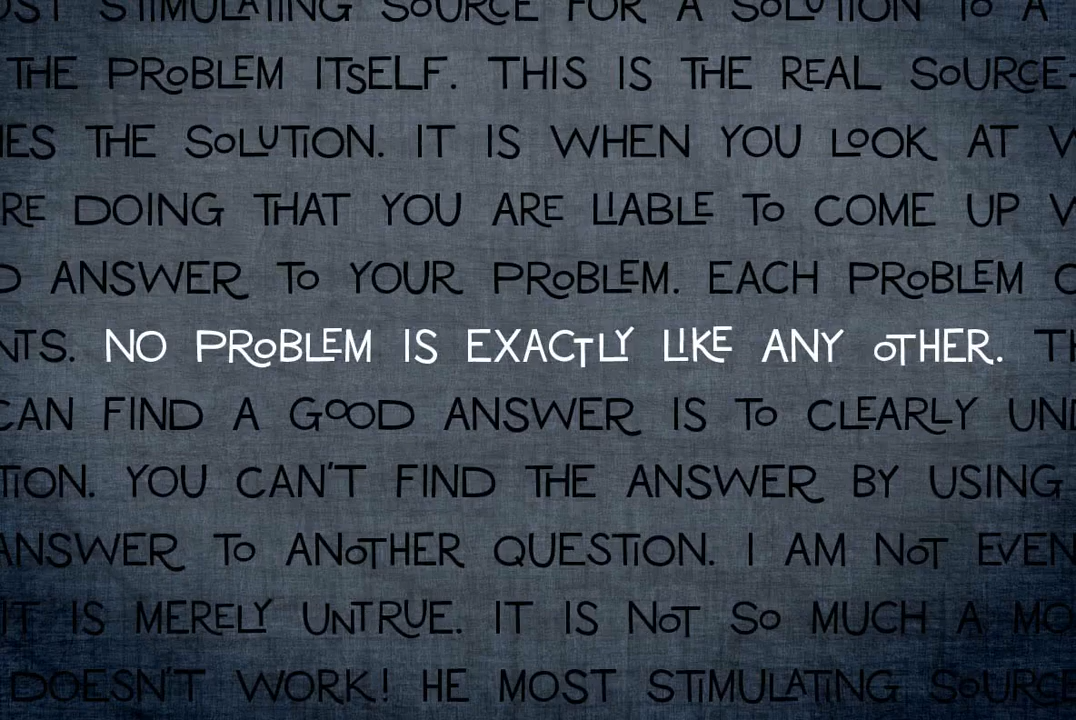 MOST STIMULATING SOURCE FOR A SOLUTION TO A
THE PROBLEM ITSELF. THIS IS THE REAL SOURCE-
THE SOLUTION. IT IS WHEN YOU LOOK AT
DOING THAT YOU ARE LIABLE TO COME UP
ANSWER TO YOUR PROBLEM. EACH PROBLEM
NTS. NO PROBLEM IS EXACTLY LIKE ANY OTHER.
CAN FIND A GOOD ANSWER IS TO CLEARLY
TION. YOU CAN'T FIND THE ANSWER BY USING
ANSWER TO ANOTHER QUESTION. I AM NOT EVEN
IT IS MERELY UNTRUE. IT IS NOT SO MUCH A
DOESN'T WORK! HE MOST STIMULATING SOURCE